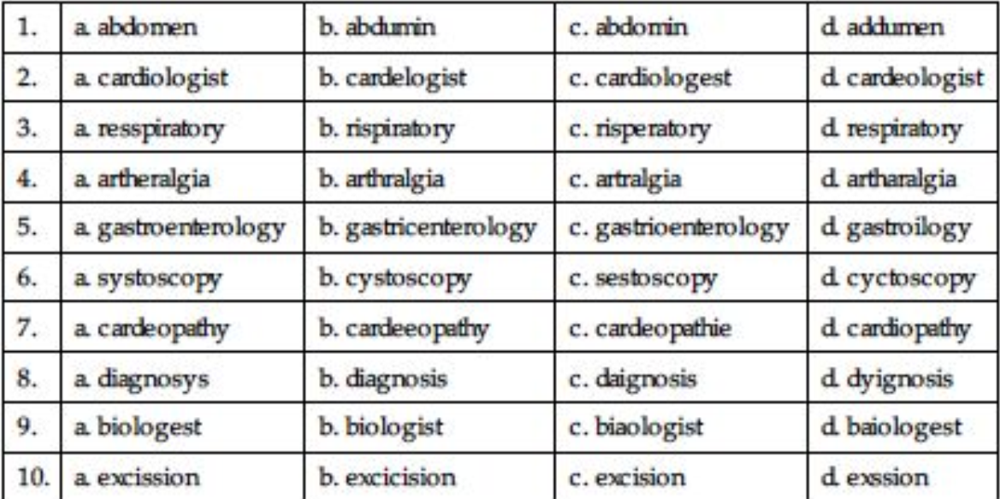 1. a. abdomen b. abdumin c. abdomin d. addumen
2. a. cardiologist b. cardelogist c. cardiologest d. cardeologist
3. a. resspiratory b. rispiratory c. risperatory d. respiratory
4. a. artheralgia b. arthralgia c. artralgia d. artharalgia
5. a. gastroenterology b. gastricenterology c. gastrioenterology d. gastroilogy
6. a. systoscopy b. cystoscopy c. sestoscopy d. cyctoscopy
7. a. cardeopathy b. cardeeopathy c. cardeopathie d. cardiopathy
8. a. diagnosys b. diagnosis c. daignosis d. dyignosis
9. a. biologest b. biologist c. biaologist d. baiologest
10. a. excission b. excicision c. excision d. exssion